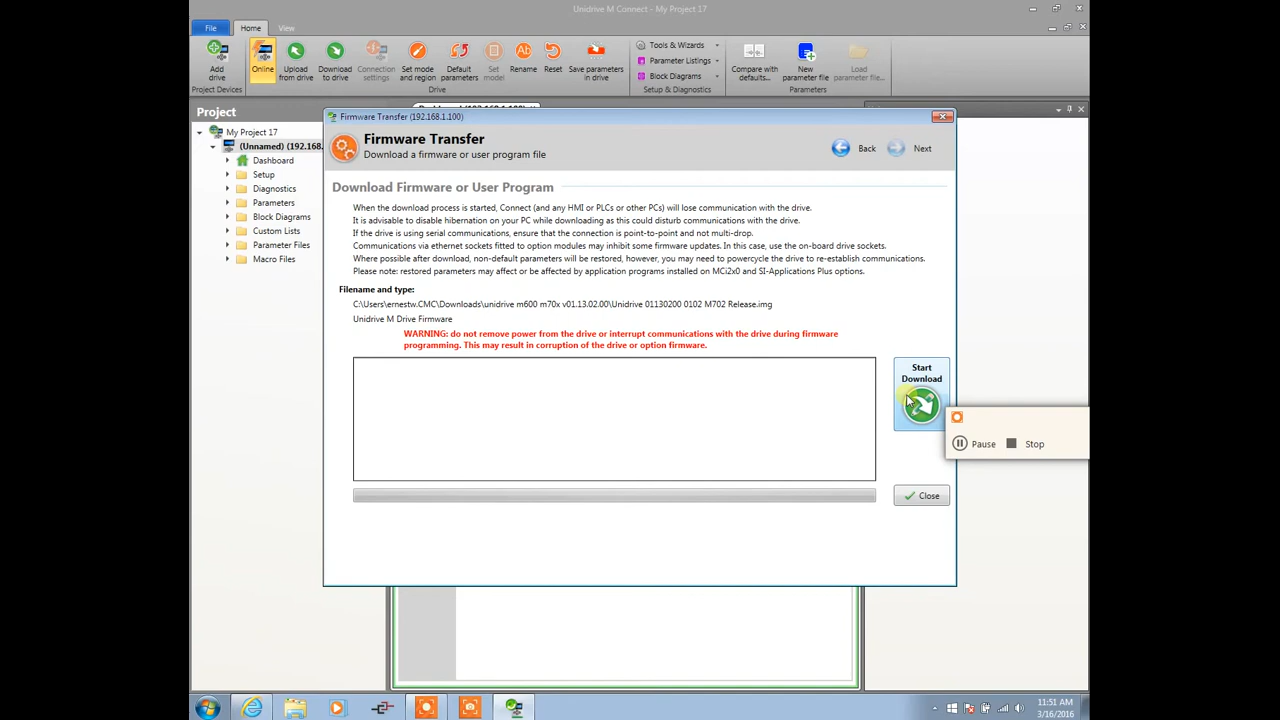 Unidrive M Connect - My Project 17
File
Home
View
Add drive
Online
Upload from drive
Download to drive
Connection settings
Set mode and region
Default parameters
Set model
Rename
Reset
Save parameters in drive
Tools & Wizards
Parameter Listings
Block Diagrams
Compare with defaults...
New parameter file
Load parameter file...
Project Devices
Drive
Setup & Diagnostics
Parameters
Project
My Project 17
(Unnamed) (192.168.
Dashboard
Setup
Diagnostics
Parameters
Block Diagrams
Custom Lists
Parameter Files
Macro Files
Firmware Transfer (192.168.1.100)
Firmware Transfer
Download a firmware or user program file
Back
Next
Download Firmware or User Program
When the download process is started, Connect (and any HMI or PLCs or other PCs) will lose communication with the drive.
It is advisable to disable hibernation on your PC while downloading as this could disturb communications with the drive.
If the drive is using serial communications, ensure that the connection is point-to-point and not multi-drop.
Communications via ethernet sockets fitted to option modules may inhibit some firmware updates. In this case, use the on-board drive sockets.
Where possible after download, non-default parameters will be restored, however, you may need to powercycle the drive to re-establish communications.
Please note: restored parameters may affect or be affected by application programs installed on MCi2x0 and SI-Applications Plus options.
Filename and type:
C:\Users\ernestw.CMC\Downloads\unidrive m600 m70x v01.13.02.00\Unidrive 01130200 0102 M702 Release.img
Unidrive M Drive Firmware
WARNING: do not remove power from the drive or interrupt communications with the drive during firmware
programming. This may result in corruption of the drive or option firmware.
Start
Download
Pause
Stop
Close
11:51 AM
3/16/2016